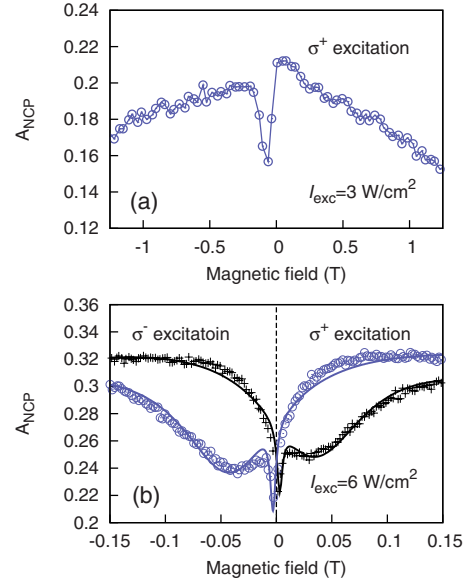 0.24
0.22
0.2
0.18
0.16
0.14
0.12
A_NCP
σ+ excitation
(a)
I_exc=3 W/cm²
-1 -0.5 0 0.5 1
Magnetic field (T)
0.36
0.32
0.3
0.28
0.26
0.24
0.22
0.2
A_NCP
σ- excitatoin
σ+ excitation
(b)
I_exc=6 W/cm²
-0.15 -0.1 -0.05 0 0.05 0.1 0.15
Magnetic field (T)